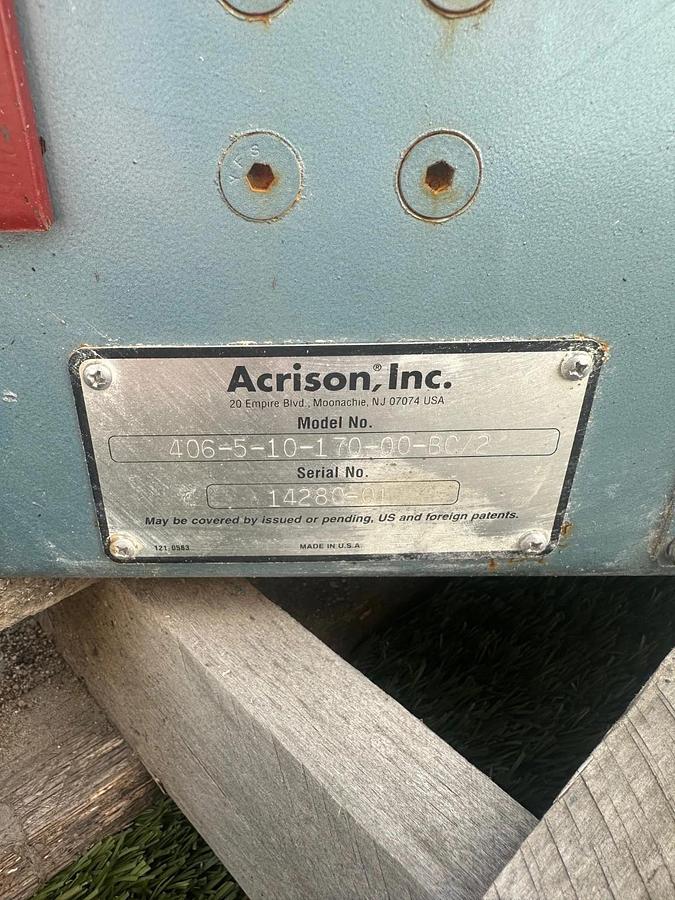 YFS
Acrison,® Inc.
20 Empire Blvd., Moonachie, NJ 07074 USA
Model No.
406-5-10-170-00-BC/2
Serial No.
14280-01
May be covered by issued or pending, US and foreign patents.
121 0583
MADE IN U.S.A.